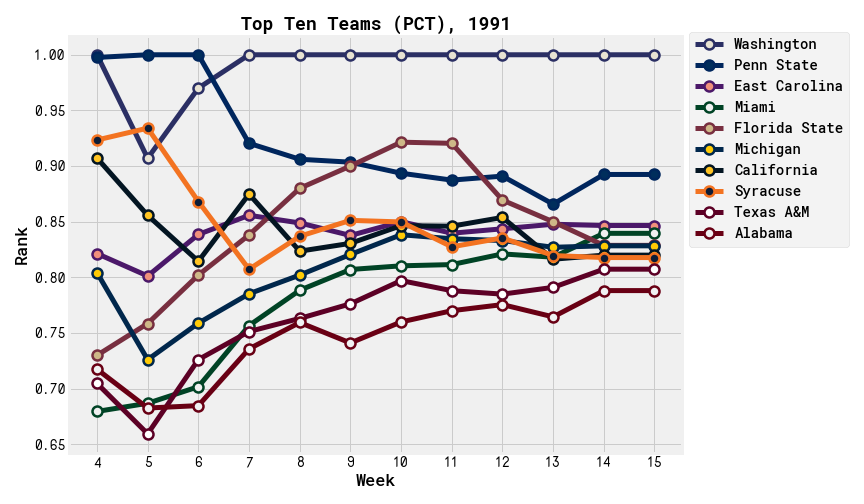 Top Ten Teams (PCT), 1991
Rank
1.00
0.95
0.90
0.85
0.80
0.75
0.70
0.65
4 5 6 7 8 9 10 11 12 13 14 15
Week
Washington
Penn State
East Carolina
Miami
Florida State
Michigan
California
Syracuse
Texas A&M
Alabama